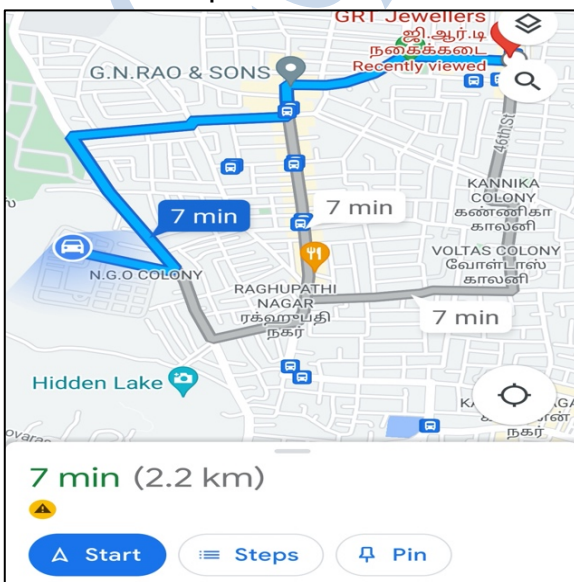 GRT Jewellers
ஜி.ஆர்.டி
நகைக்கடை
Recently viewed
G.N.RAO & SONS
46th St
KANNIKA
COLONY
கண்ணிகா
காலனி
7 min
7 min
VOLTAS COLONY
வோள்டாஸ்
காலனி
N.G.O COLONY
RAGHUPATHI
NAGAR
ரக்ஹுபதி
நகர்
7 min
Hidden Lake
நகர்
7 min (2.2 km)
Start
Steps
Pin